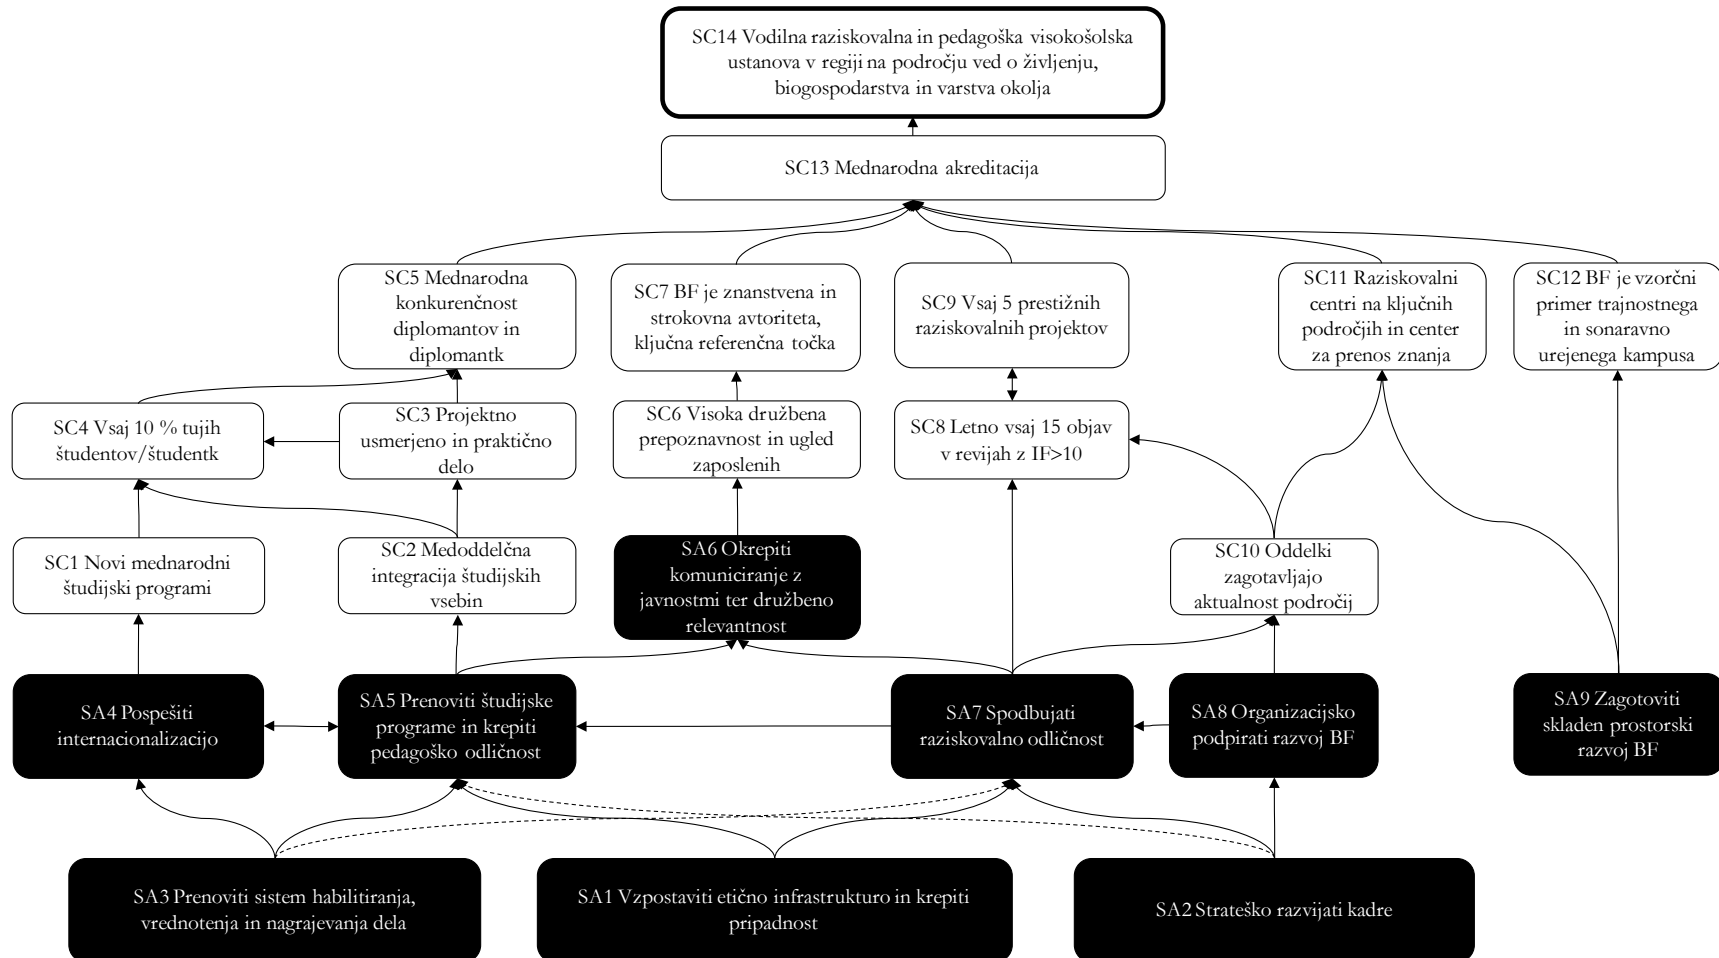 SC14 Vodilna raziskovalna in pedagoška visokošolska
ustanova v regiji na področju ved o življenju,
biogospodarstva in varstva okolja
SC13 Mednarodna akreditacija
SC5 Mednarodna
konkurenčnost
diplomantov in
diplomantk
SC7 BF je znanstvena in
strokovna avtoriteta,
ključna referenčna točka
SC9 Vsaj 5 prestižnih
raziskovalnih projektov
SC11 Raziskovalni
centri na ključnih
področjih in center
za prenos znanja
SC12 BF je vzorčni
primer trajnostnega
in sonaravno
urejenega kampusa
SC4 Vsaj 10 % tujih
študentov/študentk
SC3 Projektno
usmerjeno in praktično
delo
SC6 Visoka družbena
prepoznavnost in ugled
zaposlenih
SC8 Letno vsaj 15 objav
v revijah z IF>10
SC1 Novi mednarodni
študijski programi
SC2 Medoddelčna
integracija študijskih
vsebin
SA6 Okrepiti
komuniciranje z
javnostmi ter družbeno
relevantnost
SC10 Oddelki
zagotavljajo
aktualnost področij
SA4 Pospešiti
internacionalizacijo
SA5 Prenoviti študijske
programe in krepiti
pedagoško odličnost
SA7 Spodbujati
raziskovalno odličnost
SA8 Organizacijsko
podpirati razvoj BF
SA9 Zagotoviti
skladen prostorski
razvoj BF
SA3 Prenoviti sistem habilitiranja,
vrednotenja in nagrajevanja dela
SA1 Vzpostaviti etično infrastrukturo in krepiti
pripadnost
SA2 Strateško razvijati kadre